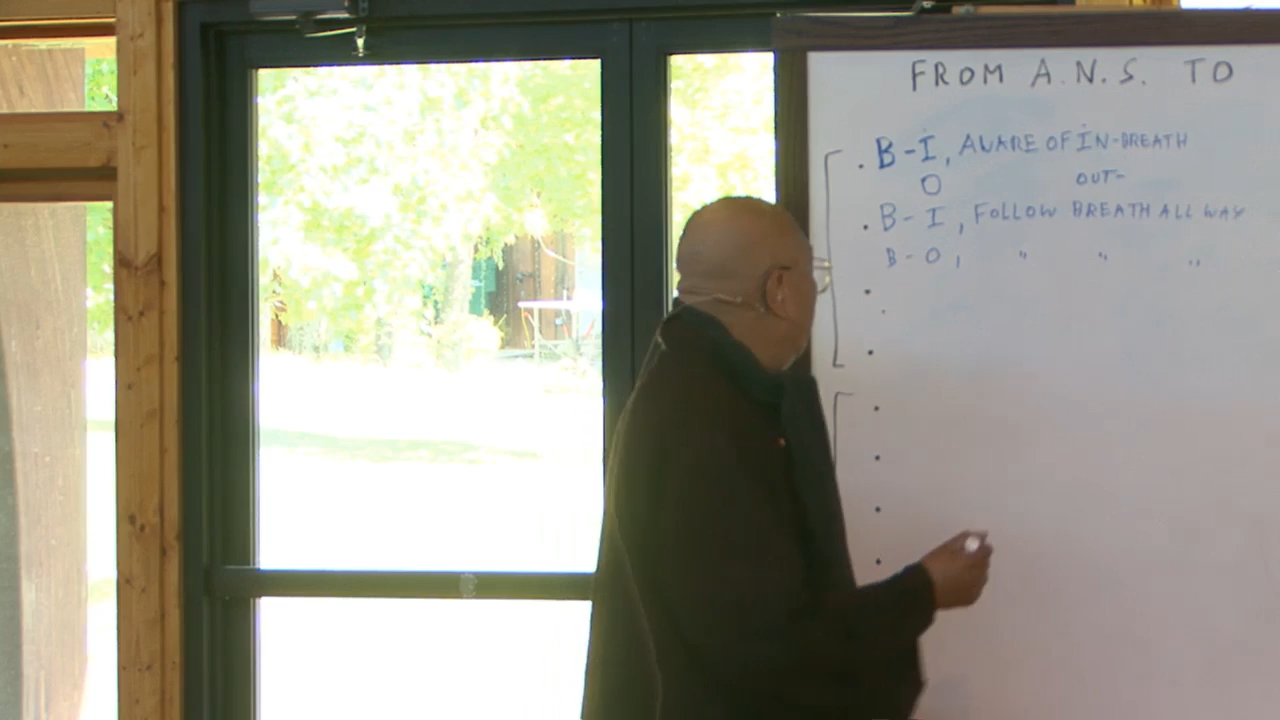 FROM A.N.S. TO
. B-I, AWARE OF IN-BREATH
O OUT-
. B-I, FOLLOW BREATH ALL WAY
B-O, " " "